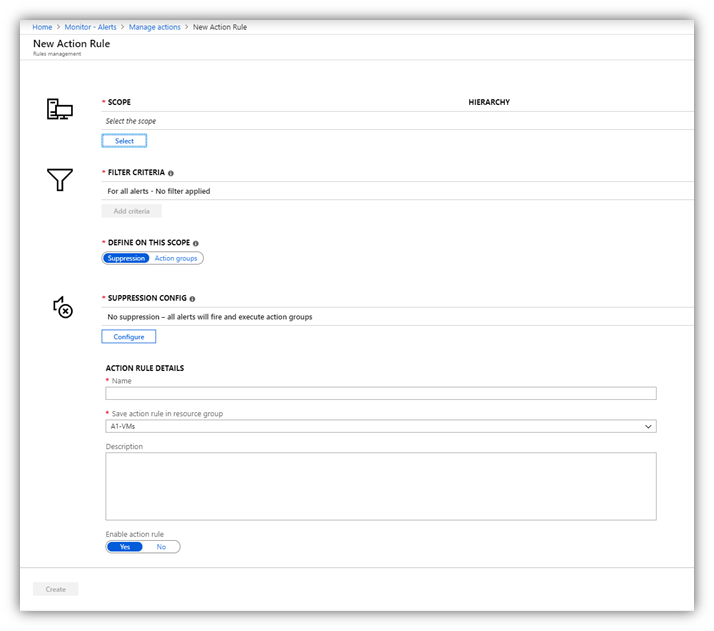 Home > Monitor - Alerts > Manage actions > New Action Rule
New Action Rule
Rules management
* SCOPE HIERARCHY
Select the scope
Select
* FILTER CRITERIA
For all alerts - No filter applied
Add criteria
* DEFINE ON THIS SCOPE
Suppression Action groups
* SUPPRESSION CONFIG
No suppression – all alerts will fire and execute action groups
Configure
ACTION RULE DETAILS
* Name
* Save action rule in resource group
A1-VMs
Description
Enable action rule
Yes No
Create